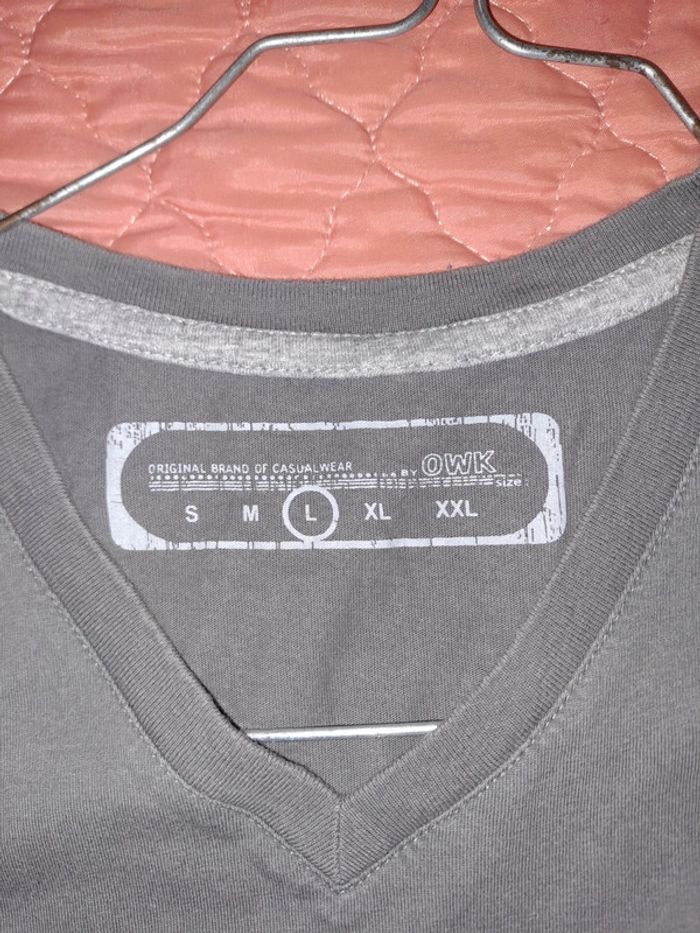 ORIGINAL BRAND OF CASUALWEAR BY OWK
size
S M L XL XXL